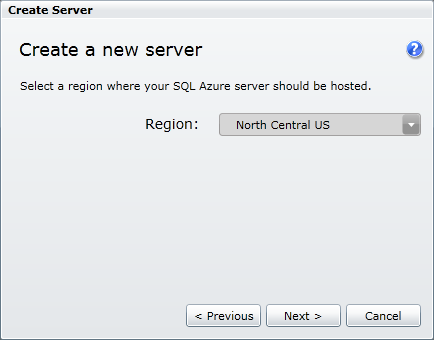 Create Server
Create a new server
?
Select a region where your SQL Azure server should be hosted.
Region:
North Central US
< Previous
Next >
Cancel